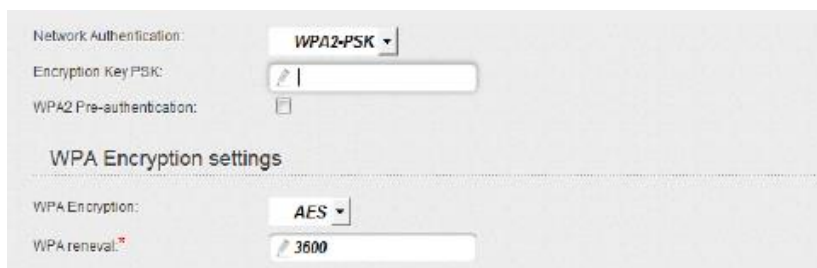 Network Authentication: WPA2-PSK
Encryption Key PSK:
WPA2 Pre-authentication:
WPA Encryption settings
WPA Encryption: AES
WPA reneval:* 3600